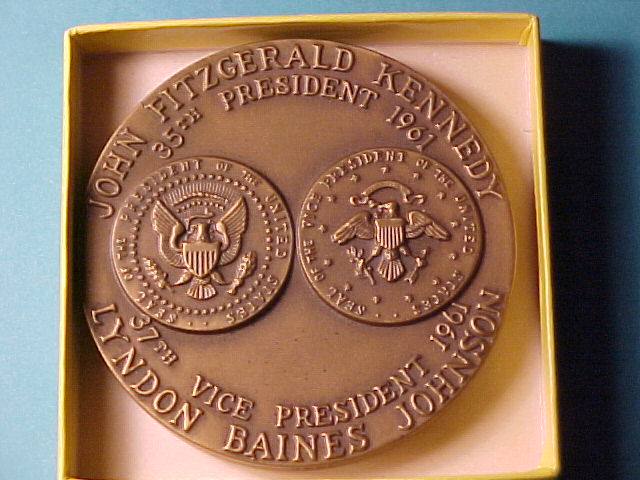 JOHN FITZGERALD KENNEDY
35TH PRESIDENT 1961
SEAL OF THE PRESIDENT OF THE UNITED STATES
SEAL OF THE VICE PRESIDENT OF THE UNITED STATES
37TH VICE PRESIDENT 1961
LYNDON BAINES JOHNSON